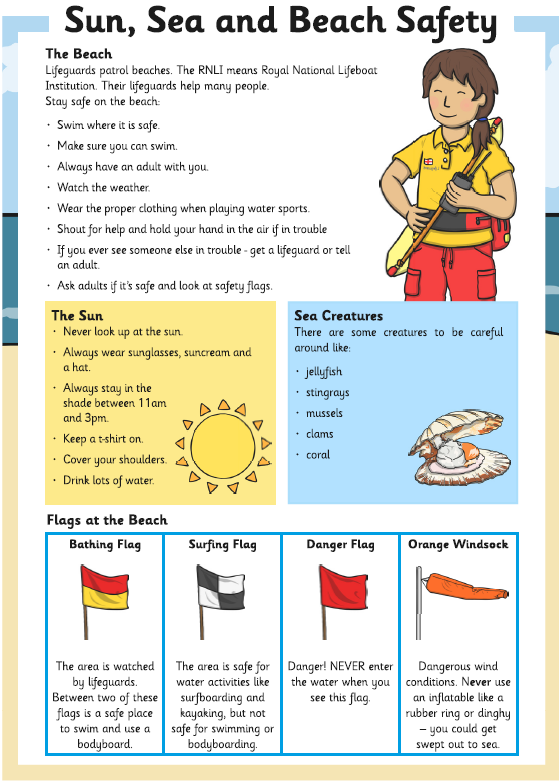 Sun, Sea and Beach Safety
The Beach
Lifeguards patrol beaches. The RNLI means Royal National Lifeboat
Institution. Their lifeguards help many people.
Stay safe on the beach:
· Swim where it is safe.
· Make sure you can swim.
· Always have an adult with you.
· Watch the weather.
· Wear the proper clothing when playing water sports.
· Shout for help and hold your hand in the air if in trouble
· If you ever see someone else in trouble - get a lifeguard or tell
an adult.
· Ask adults if it's safe and look at safety flags.
The Sun
· Never look up at the sun.
· Always wear sunglasses, suncream and
a hat.
· Always stay in the
shade between 11am
and 3pm.
· Keep a t-shirt on.
· Cover your shoulders.
· Drink lots of water.
Sea Creatures
There are some creatures to be careful
around like:
· jellyfish
· stingrays
· mussels
· clams
· coral
Flags at the Beach
Bathing Flag
The area is watched
by lifeguards.
Between two of these
flags is a safe place
to swim and use a
bodyboard.
Surfing Flag
The area is safe for
water activities like
surfboarding and
kayaking, but not
safe for swimming or
bodyboarding.
Danger Flag
Danger! NEVER enter
the water when you
see this flag.
Orange Windsock
Dangerous wind
conditions. Never use
an inflatable like a
rubber ring or dinghy
– you could get
swept out to sea.